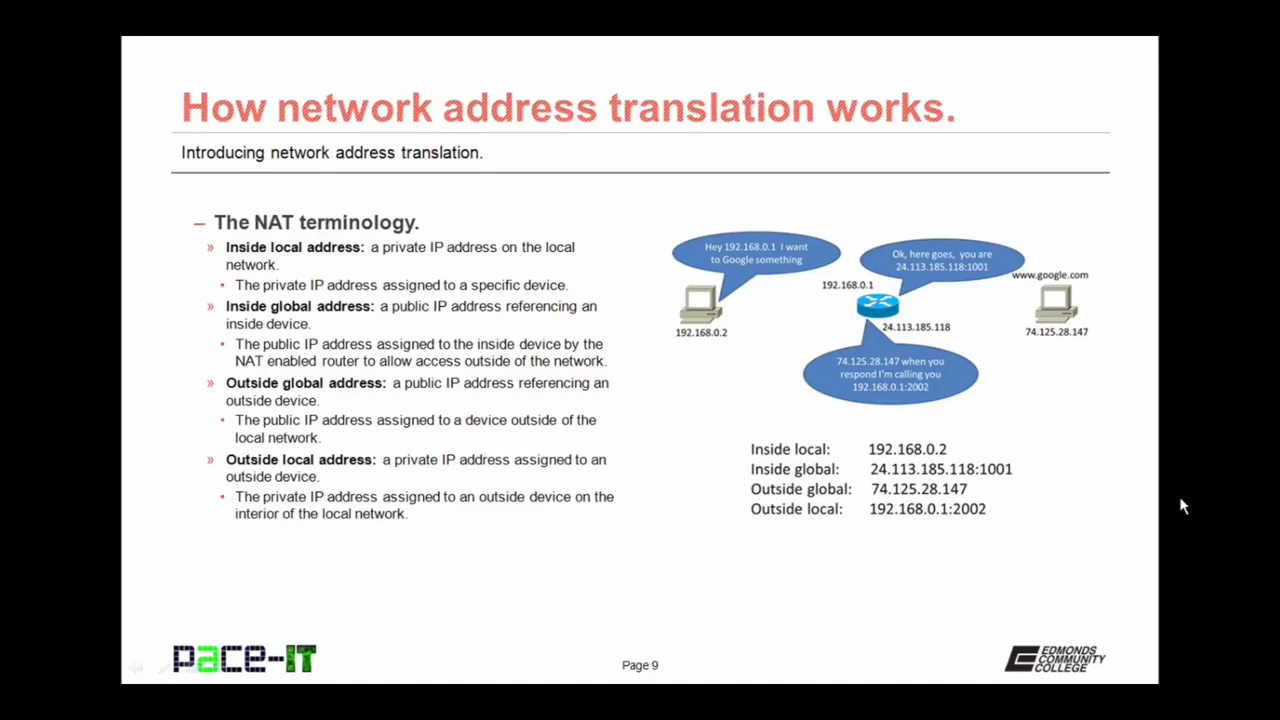 How network address translation works.
Introducing network address translation.
– The NAT terminology.
» Inside local address: a private IP address on the local
network.
• The private IP address assigned to a specific device.
» Inside global address: a public IP address referencing an
inside device.
• The public IP address assigned to the inside device by the
NAT enabled router to allow access outside of the network.
» Outside global address: a public IP address referencing an
outside device.
• The public IP address assigned to a device outside of the
local network.
» Outside local address: a private IP address assigned to an
outside device.
• The private IP address assigned to an outside device on the
interior of the local network.
Hey 192.168.0.1 I want
to Google something
Ok, here goes, you are
24.113.185.118:1001
www.google.com
192.168.0.1
192.168.0.2
24.113.185.118
74.125.28.147
74.125.28.147 when you
respond I'm calling you
192.168.0.1:2002
Inside local: 192.168.0.2
Inside global: 24.113.185.118:1001
Outside global: 74.125.28.147
Outside local: 192.168.0.1:2002
pace-IT
Page 9
EDMONDS
COMMUNITY
COLLEGE